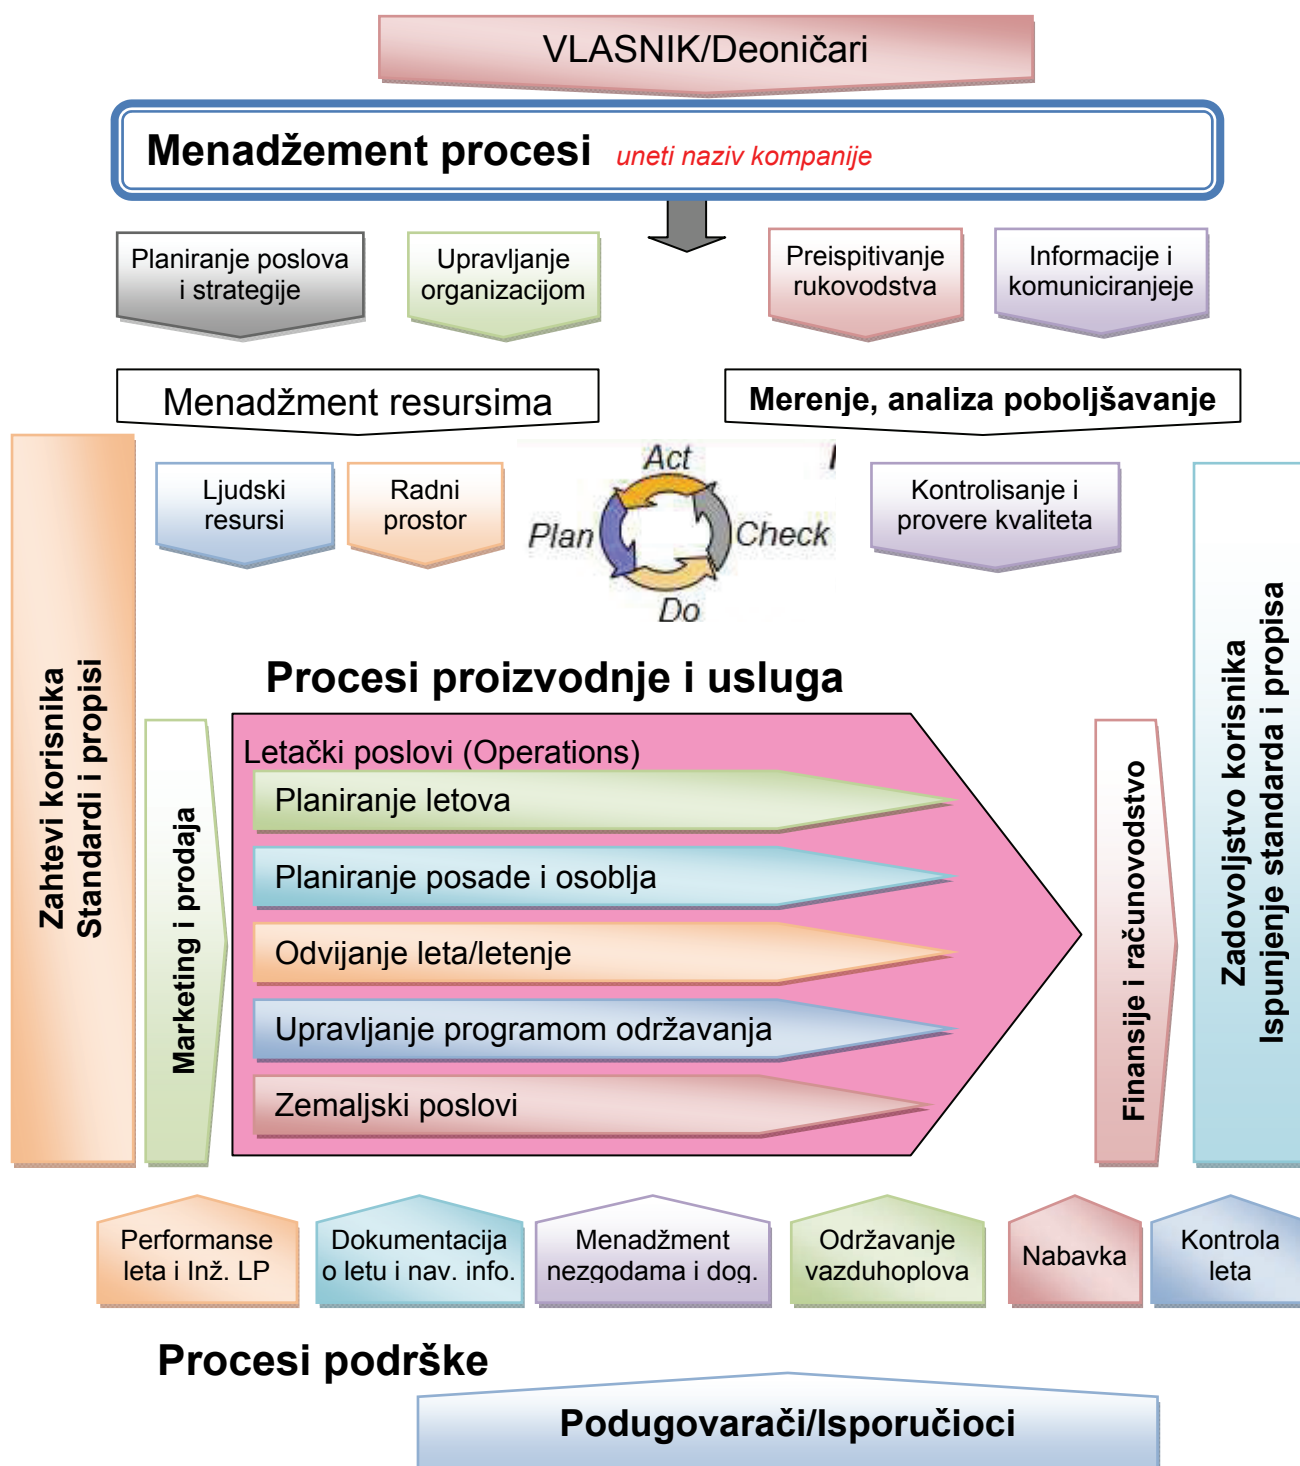 VLASNIK/Deoničari
Menadžement procesi uneti naziv kompanije
Planiranje poslova
i strategije
Upravljanje
organizacijom
Preispitivanje
rukovodstva
Informacije i
komuniciranjeje
Menadžment resursima
Merenje, analiza poboljšavanje
Zahtevi korisnika
Standardi i propisi
Ljudski
resursi
Radni
prostor
Act
Plan
Check
Do
Kontrolisanje i
provere kvaliteta
Zadovoljstvo korisnika
Ispunjenje standarda i propisa
Procesi proizvodnje i usluga
Marketing i prodaja
Letački poslovi (Operations)
Planiranje letova
Planiranje posade i osoblja
Odvijanje leta/letenje
Upravljanje programom održavanja
Zemaljski poslovi
Finansije i računovodstvo
Performanse
leta i Inž. LP
Dokumentacija
o letu i nav. info.
Menadžment
nezgodama i dog.
Održavanje
vazduhoplova
Nabavka
Kontrola
leta
Procesi podrške
Podugovarači/Isporučioci